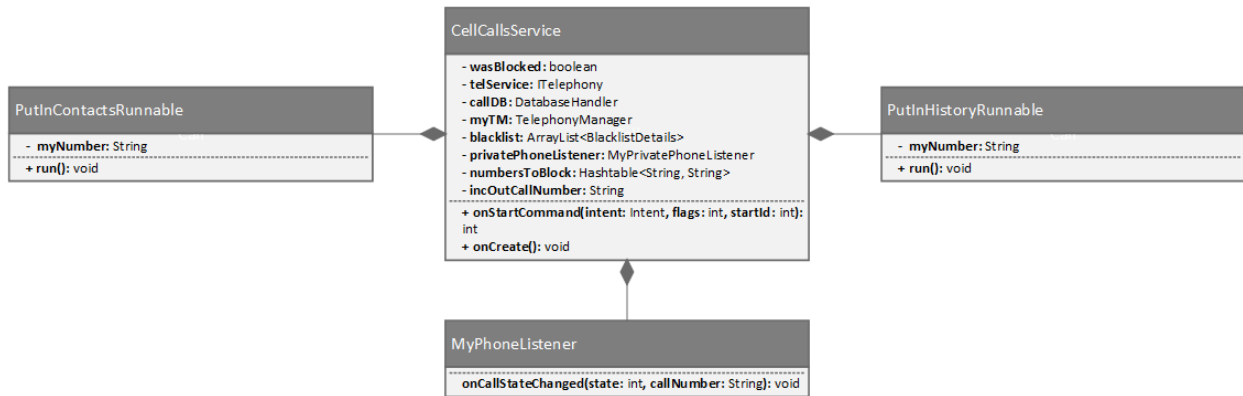 CellCallsService
- wasBlocked: boolean
- telService: ITelephony
- callDB: DatabaseHandler
- myTM: TelephonyManager
- blacklist: ArrayList<BlacklistDetails>
- privatePhoneListener: MyPrivatePhoneListener
- numbersToBlock: Hashtable<String, String>
- incOutCallNumber: String
+ onStartCommand(intent: Intent, flags: int, startId: int):
int
+ onCreate(): void
PutInContactsRunnable
- myNumber: String
+ run(): void
PutInHistoryRunnable
- myNumber: String
+ run(): void
MyPhoneListener
onCallStateChanged(state: int, callNumber: String): void